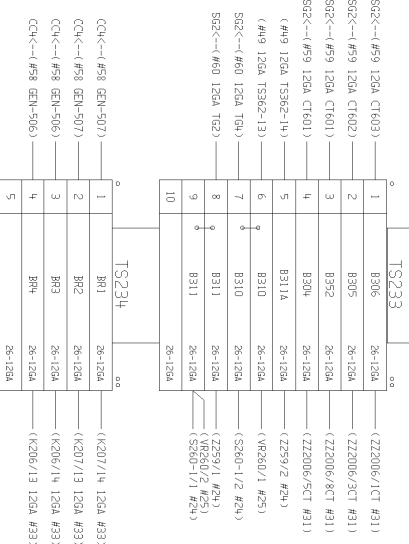 TS233
SG2<--(#59 12GA CT603) 1 B306 26-12GA (ZZ2006/1CT #31)
SG2<--(#59 12GA CT602) 2 B305 26-12GA (ZZ2006/3CT #31)
SG2<--(#59 12GA CT601) 3 B352 26-12GA (ZZ2006/8CT #31)
SG2<--(#59 12GA CT601) 4 B304 26-12GA (ZZ2006/5CT #31)
(#49 12GA TS362-14) 5 B311A 26-12GA (Z259/2 #24)
(#49 12GA TS362-13) 6 B310 26-12GA (VR260/1 #25)
SG2<--(#60 12GA TG4) 7 B310 26-12GA (S260-1/2 #24)
SG2<--(#60 12GA TG2) 8 B311 26-12GA (Z259/1 #24)
9 B311 26-12GA (VR260/2 #25)
(S260-1/1 #24)
10 26-12GA
TS234
CC4<--(#58 GEN-507) 1 BR1 26-12GA (K207/14 12GA #33)
CC4<--(#58 GEN-507) 2 BR2 26-12GA (K207/13 12GA #33)
CC4<--(#58 GEN-506) 3 BR3 26-12GA (K206/14 12GA #33)
CC4<--(#58 GEN-506) 4 BR4 26-12GA (K206/13 12GA #33)
5 26-12GA